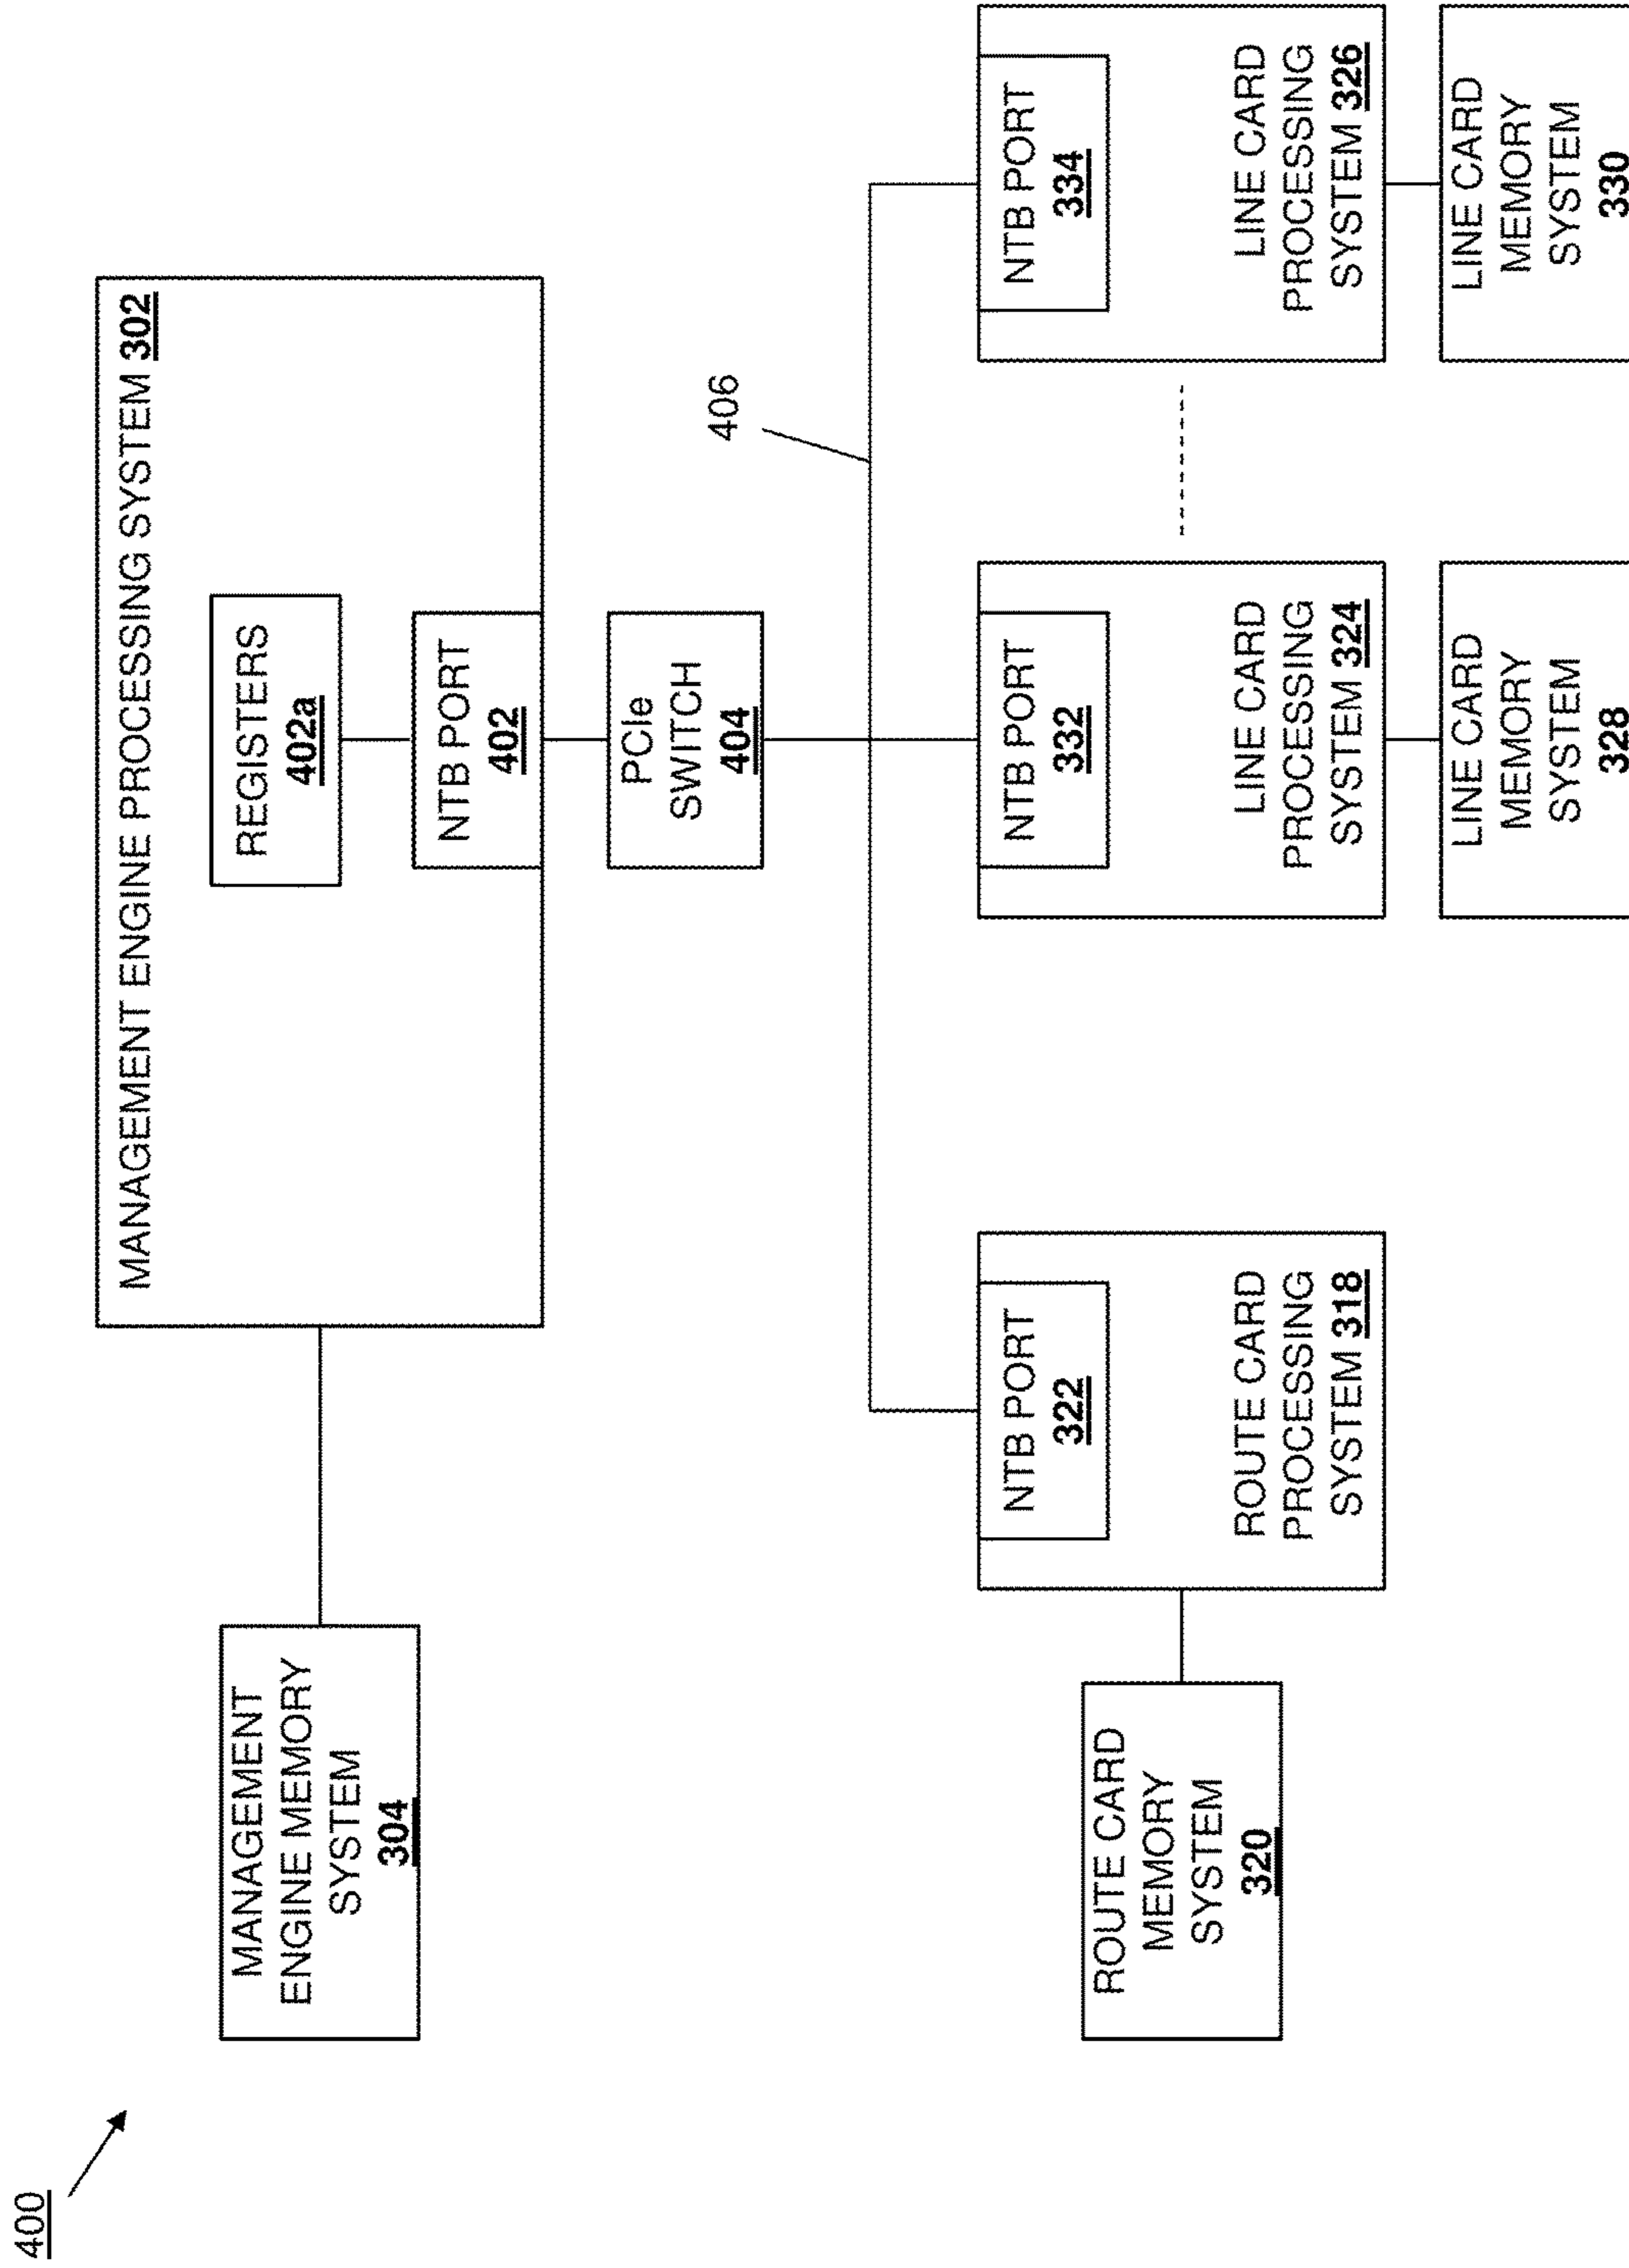 400
MANAGEMENT ENGINE PROCESSING SYSTEM 302
REGISTERS
402a
MANAGEMENT
ENGINE MEMORY
SYSTEM
304
NTB PORT
402
PCIe
SWITCH
404
406
NTB PORT
322
ROUTE CARD
PROCESSING
SYSTEM 318
ROUTE CARD
MEMORY
SYSTEM
320
NTB PORT
332
LINE CARD
PROCESSING
SYSTEM 324
LINE CARD
MEMORY
SYSTEM
328
NTB PORT
334
LINE CARD
PROCESSING
SYSTEM 326
LINE CARD
MEMORY
SYSTEM
330